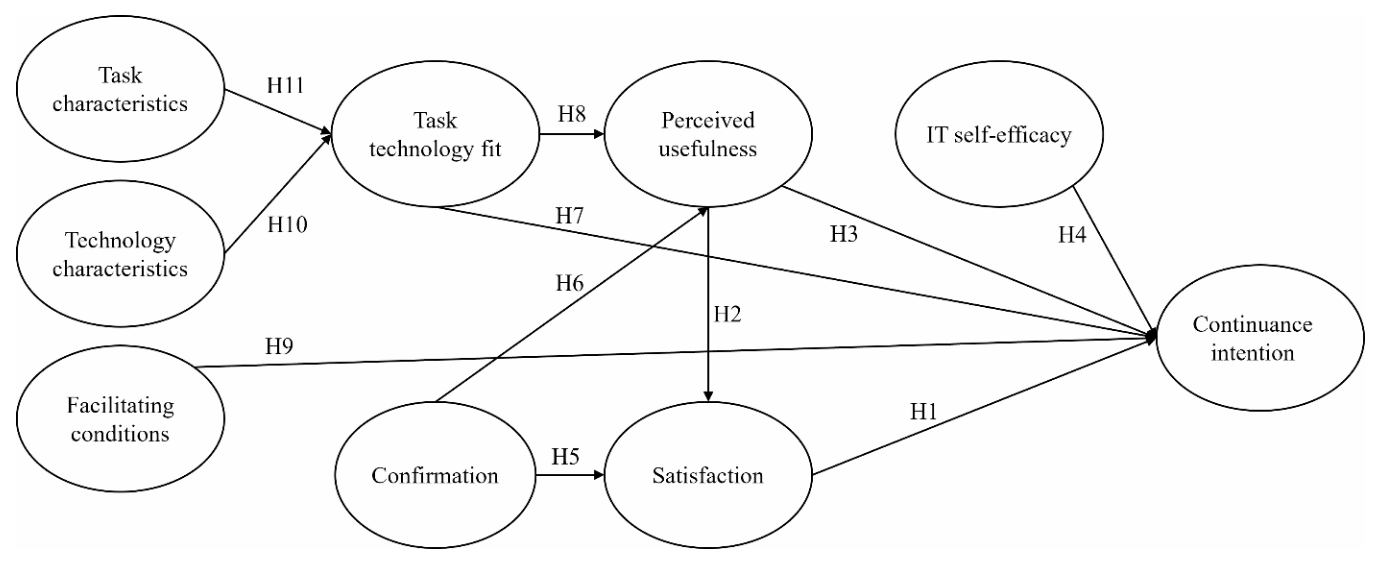 Task
characteristics
H11
Task
technology fit
H8
Perceived
usefulness
IT self-efficacy
Technology
characteristics
H10
H7
H3
H4
H6
H2
Continuance
intention
H9
Facilitating
conditions
H1
Confirmation
H5
Satisfaction